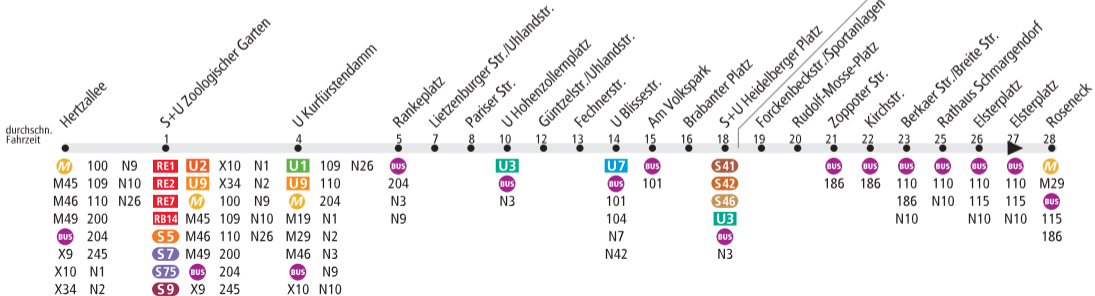 Hertzallee
S+U Zoologischer Garten
U Kurfürstendamm
Rankeplatz
Lietzenburger Str./Uhlandstr.
Pariser Str.
U Hohenzollernplatz
Güntzelstr./Uhlandstr.
Fechnerstr.
U Blissestr.
Am Volkspark
Brabanter Platz
S+U Heidelberger Platz
Forckenbeckstr./Sportanlagen
Rudolf-Mosse-Platz
Zoppoter Str.
Kirchstr.
Berkaer Str./Breite Str.
Rathaus Schmargendorf
Elsterplatz
Elsterplatz
Roseneck
durchschn.
Fahrzeit
1 4 5 7 8 10 12 13 14 15 16 18 19 20 21 22 23 25 26 27 28
M 100 N9 RE1 U2 X10 N1 U1 109 N26 BUS U3 U7 BUS S41 BUS BUS BUS BUS BUS BUS M
M45 109 N10 RE2 U9 X34 N2 U9 110 204 BUS BUS 101 S42 186 186 110 110 110 110 M29
M46 110 N26 RE7 M 100 N9 M 204 N3 N3 101 S46 186 N10 115 115 BUS
M49 200 RB14 M45 109 N10 M19 N1 N9 104 U3 N10 N10 N10 115
BUS 204 S5 M46 110 N26 M29 N2 N7 BUS 186
X9 245 S7 M49 200 M46 N3 N42 N3
X10 N1 S75 BUS 204 BUS N9
X34 N2 S9 X9 245 X10 N10